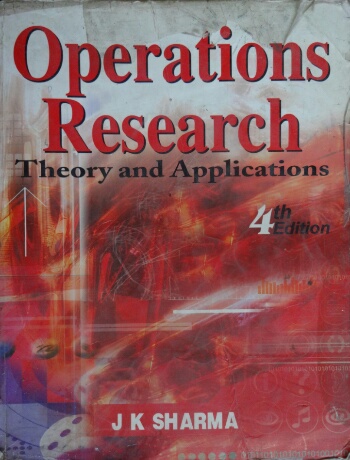 Operations
Research
Theory and Applications
4th
Edition
J K SHARMA